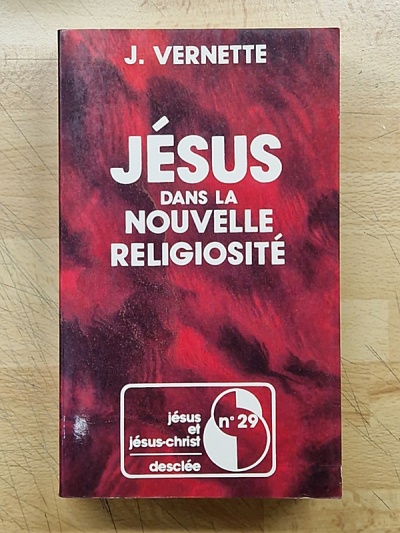 J. VERNETTE
JÉSUS
DANS LA
NOUVELLE
RELIGIOSITÉ
jésus
et
jésus-christ
n° 29
desclée